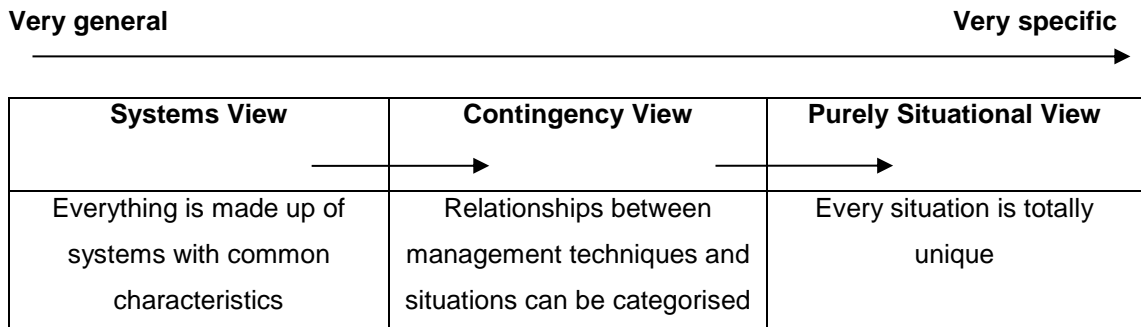 Very general Very specific
Systems View Contingency View Purely Situational View
Everything is made up of
systems with common
characteristics
Relationships between
management techniques and
situations can be categorised
Every situation is totally
unique